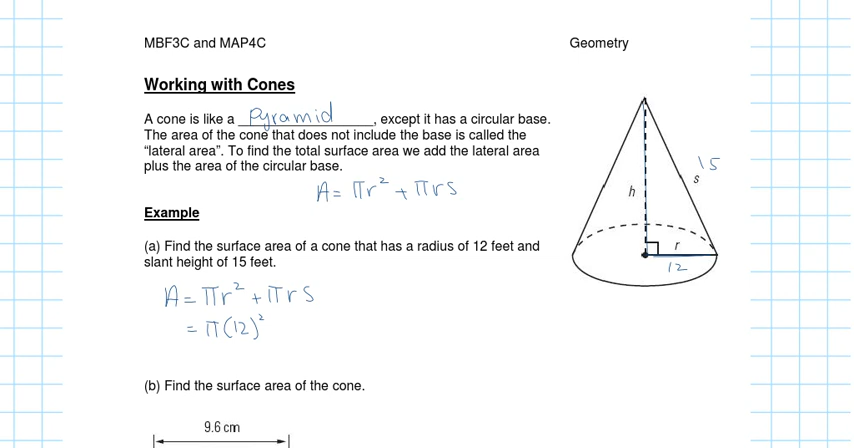 MBF3C and MAP4C Geometry
Working with Cones
A cone is like a pyramid, except it has a circular base.
The area of the cone that does not include the base is called the
“lateral area”. To find the total surface area we add the lateral area
plus the area of the circular base.
A = πr² + πrs
Example
(a) Find the surface area of a cone that has a radius of 12 feet and
slant height of 15 feet.
A = πr² + πrs
= π(12)²
(b) Find the surface area of the cone.
9.6 cm
15
s
h
r
12